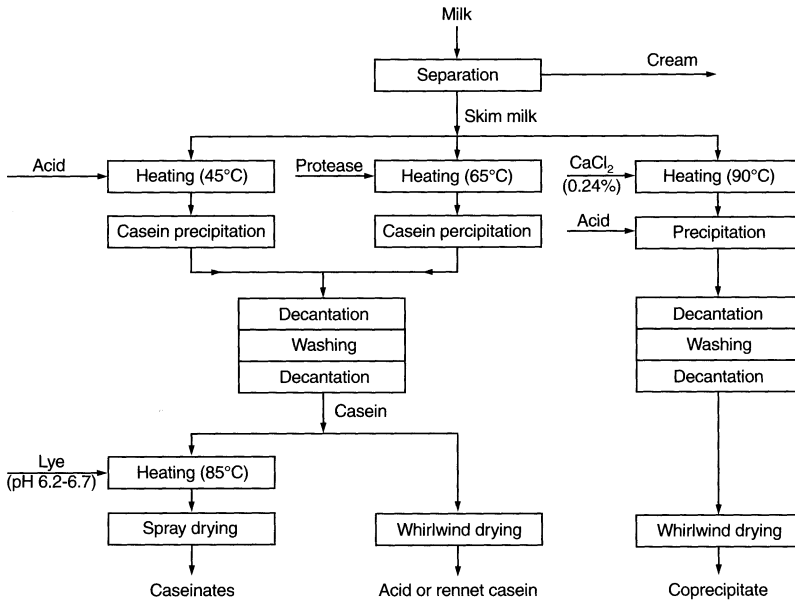 Milk
Separation
Cream
Skim milk
Acid
Heating (45°C)
Protease
Heating (65°C)
CaCl₂
(0.24%)
Heating (90°C)
Casein precipitation
Casein percipitation
Acid
Precipitation
Decantation
Washing
Decantation
Decantation
Washing
Decantation
Casein
Lye
(pH 6.2-6.7)
Heating (85°C)
Spray drying
Whirlwind drying
Whirlwind drying
Caseinates
Acid or rennet casein
Coprecipitate